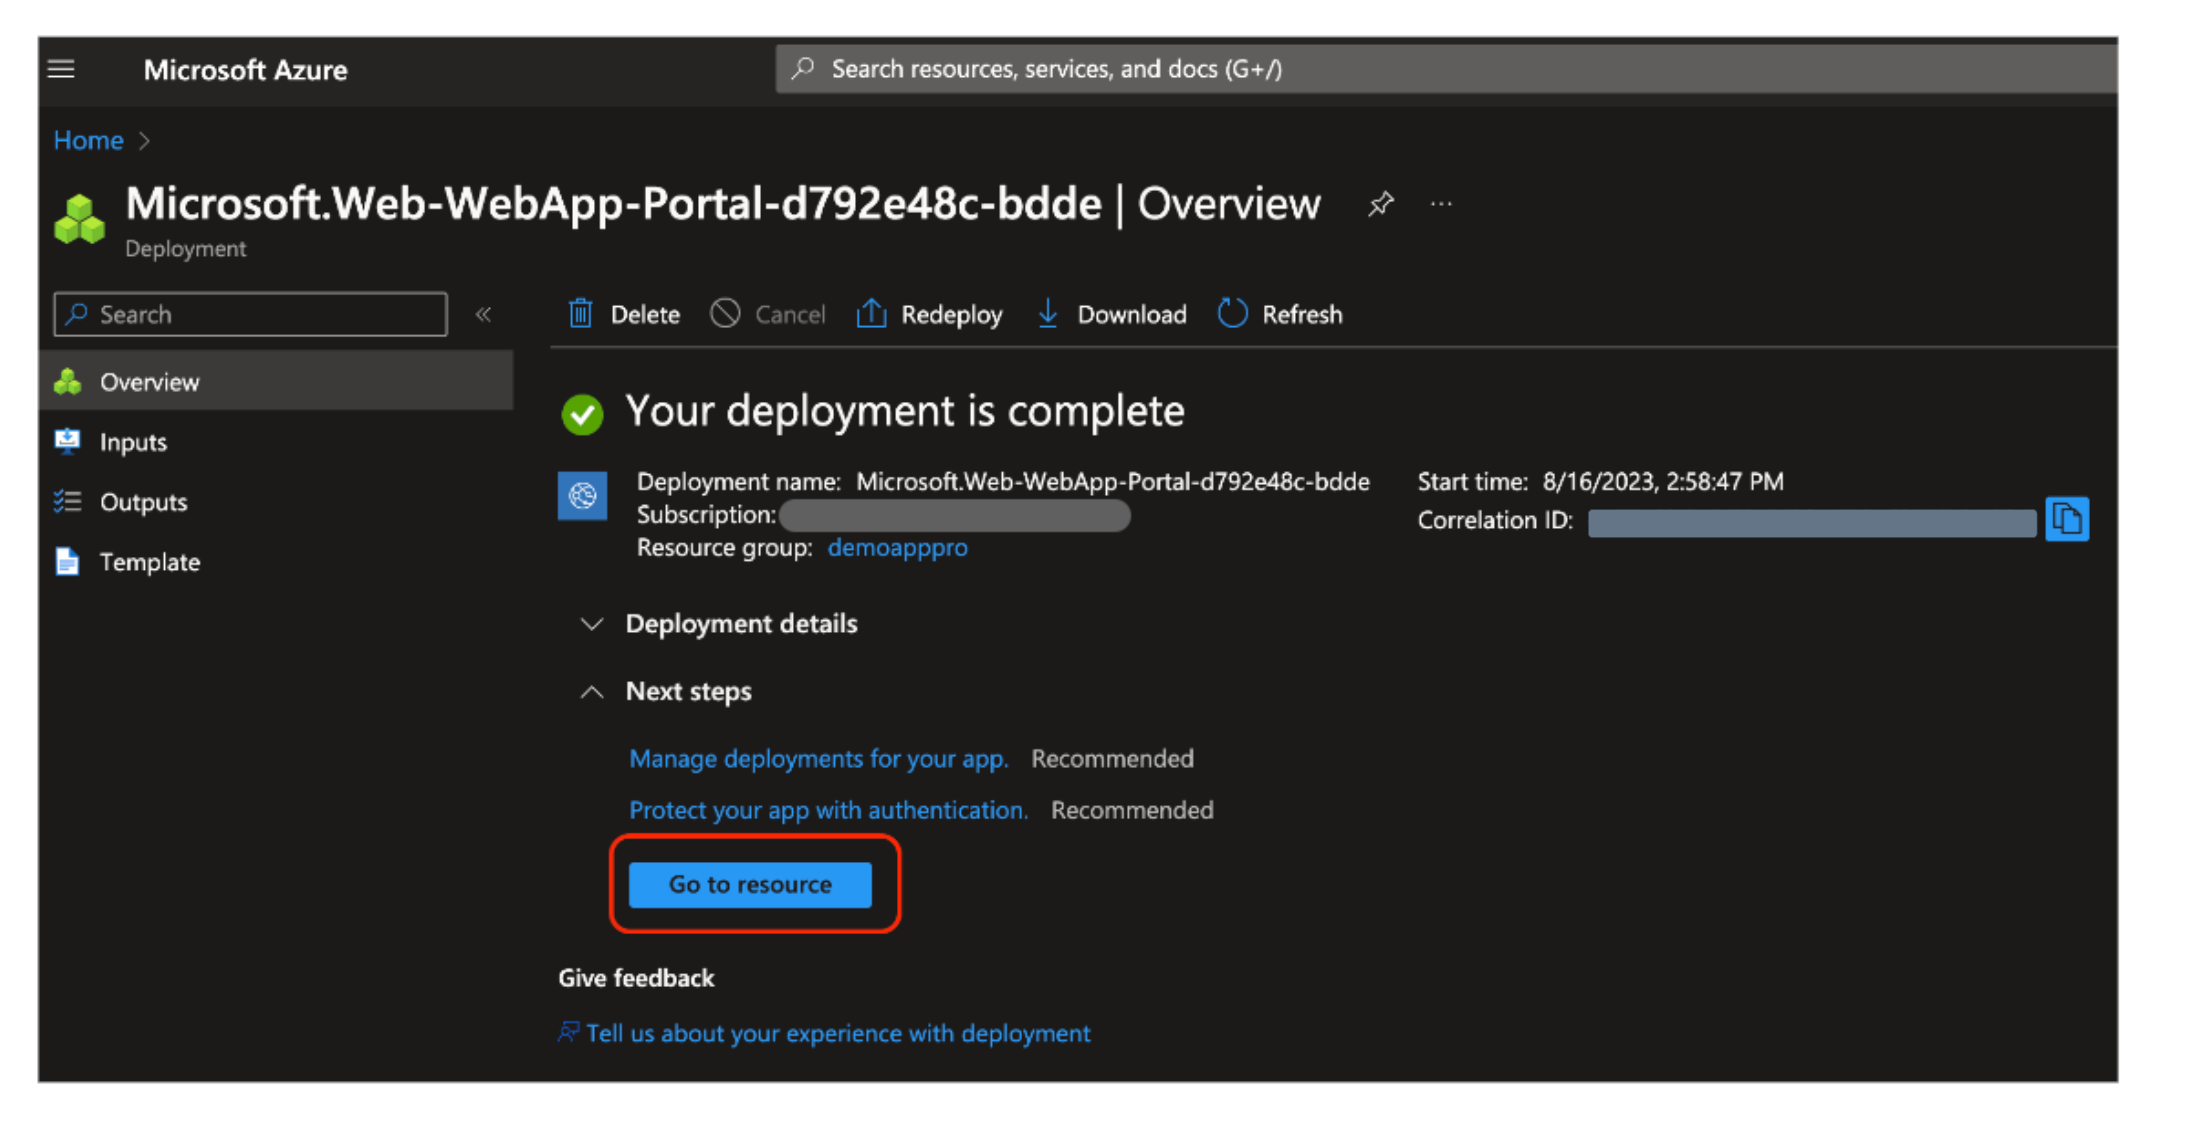 Microsoft Azure
Search resources, services, and docs (G+/)
Home >
Microsoft.Web-WebApp-Portal-d792e48c-bdde | Overview ...
Deployment
Search «
Delete Cancel Redeploy Download Refresh
Overview
Inputs
Outputs
Template
Your deployment is complete
Deployment name: Microsoft.Web-WebApp-Portal-d792e48c-bdde
Subscription:
Resource group: demoapppro
Start time: 8/16/2023, 2:58:47 PM
Correlation ID:
Deployment details
Next steps
Manage deployments for your app. Recommended
Protect your app with authentication. Recommended
Go to resource
Give feedback
Tell us about your experience with deployment